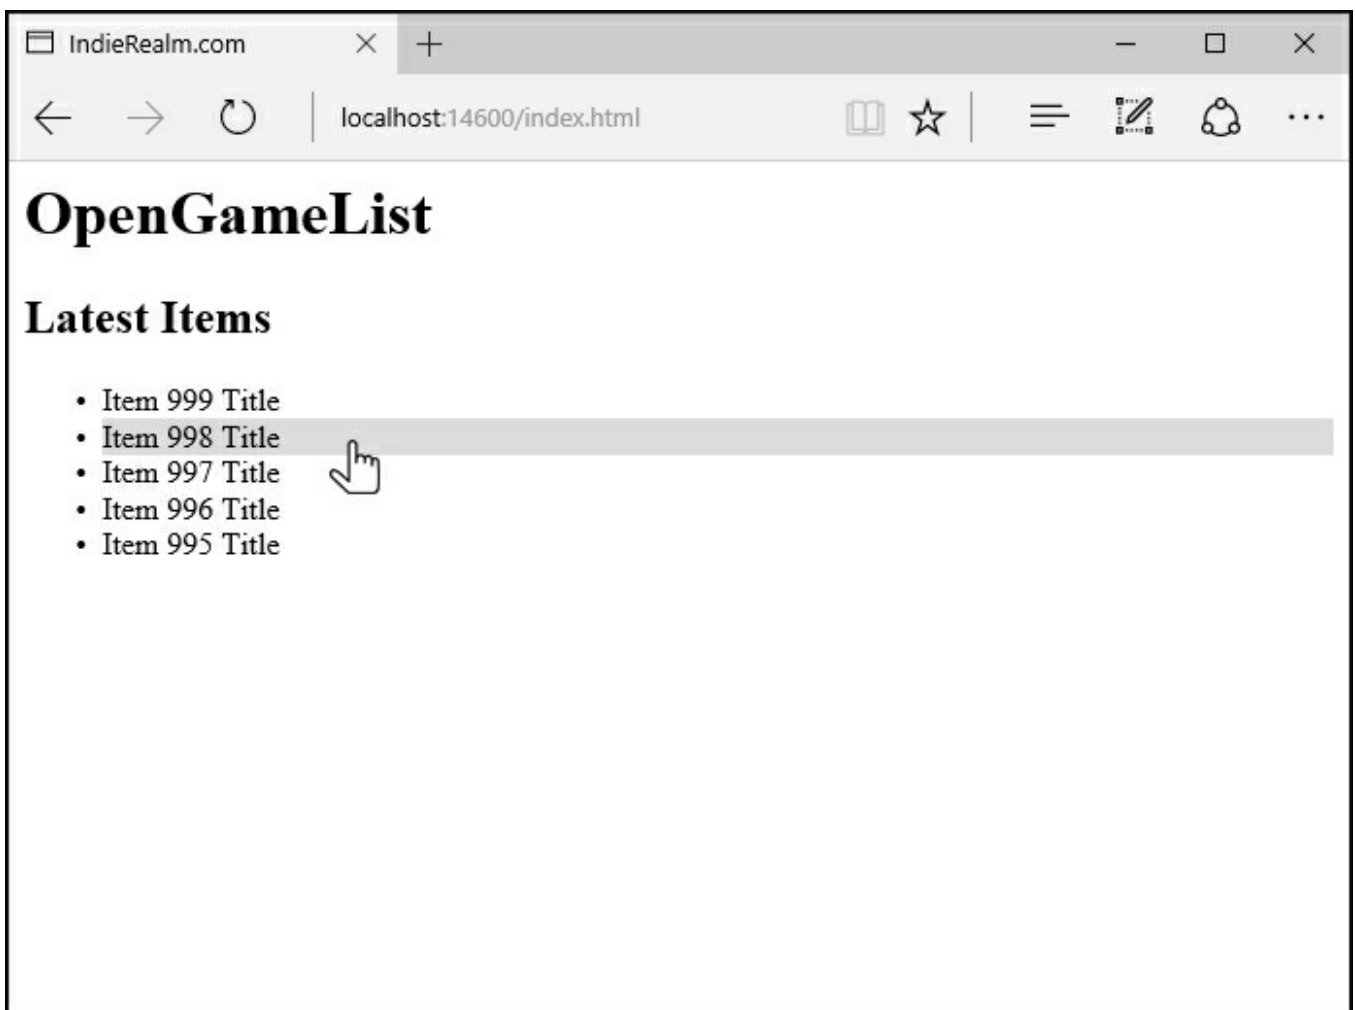 IndieRealm.com
localhost:14600/index.html
OpenGameList
Latest Items
• Item 999 Title
• Item 998 Title
• Item 997 Title
• Item 996 Title
• Item 995 Title